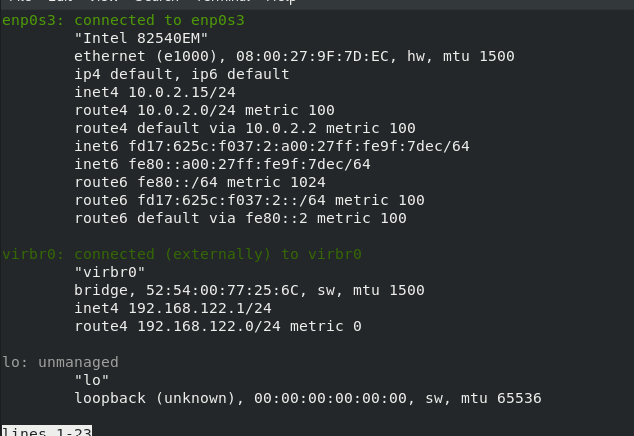 enp0s3: connected to enp0s3
"Intel 82540EM"
ethernet (e1000), 08:00:27:9F:7D:EC, hw, mtu 1500
ip4 default, ip6 default
inet4 10.0.2.15/24
route4 10.0.2.0/24 metric 100
route4 default via 10.0.2.2 metric 100
inet6 fd17:625c:f037:2:a00:27ff:fe9f:7dec/64
inet6 fe80::a00:27ff:fe9f:7dec/64
route6 fe80::/64 metric 1024
route6 fd17:625c:f037:2::/64 metric 100
route6 default via fe80::2 metric 100
virbr0: connected (externally) to virbr0
"virbr0"
bridge, 52:54:00:77:25:6C, sw, mtu 1500
inet4 192.168.122.1/24
route4 192.168.122.0/24 metric 0
lo: unmanaged
"lo"
loopback (unknown), 00:00:00:00:00:00, sw, mtu 65536
lines 1-23